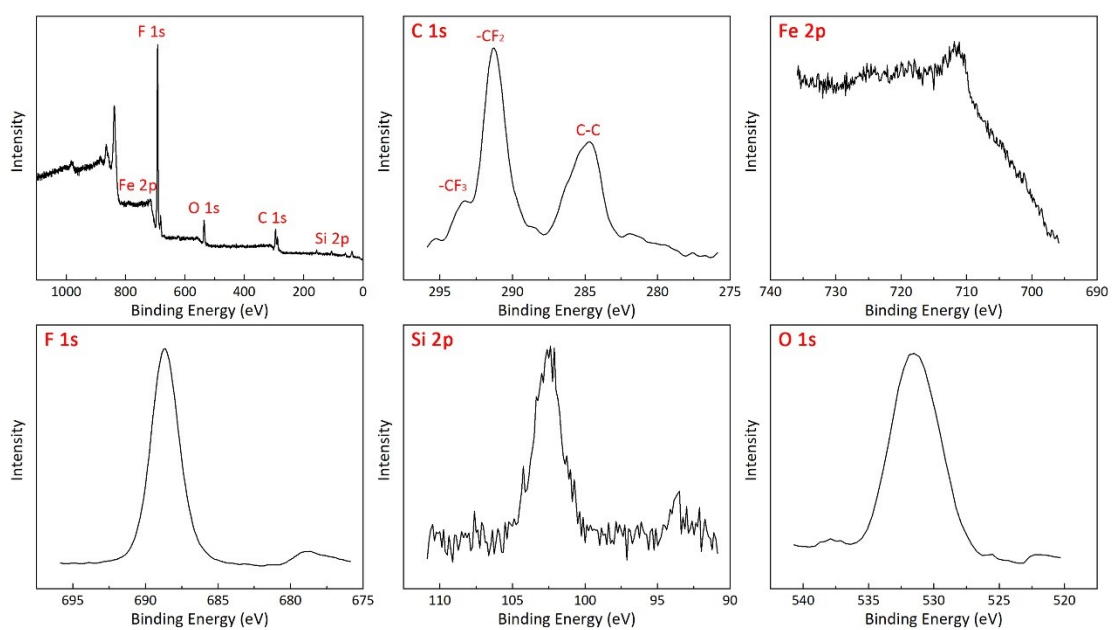 F 1s
Fe 2p
O 1s
C 1s
Si 2p
Intensity
1000 800 600 400 200 0
Binding Energy (eV)
C 1s
-CF₂
C-C
-CF₃
Intensity
295 290 285 280 275
Binding Energy (eV)
Fe 2p
Intensity
740 730 720 710 700 690
Binding Energy (eV)
F 1s
Intensity
695 690 685 680 675
Binding Energy (eV)
Si 2p
Intensity
110 105 100 95 90
Binding Energy (eV)
O 1s
Intensity
540 535 530 525 520
Binding Energy (eV)